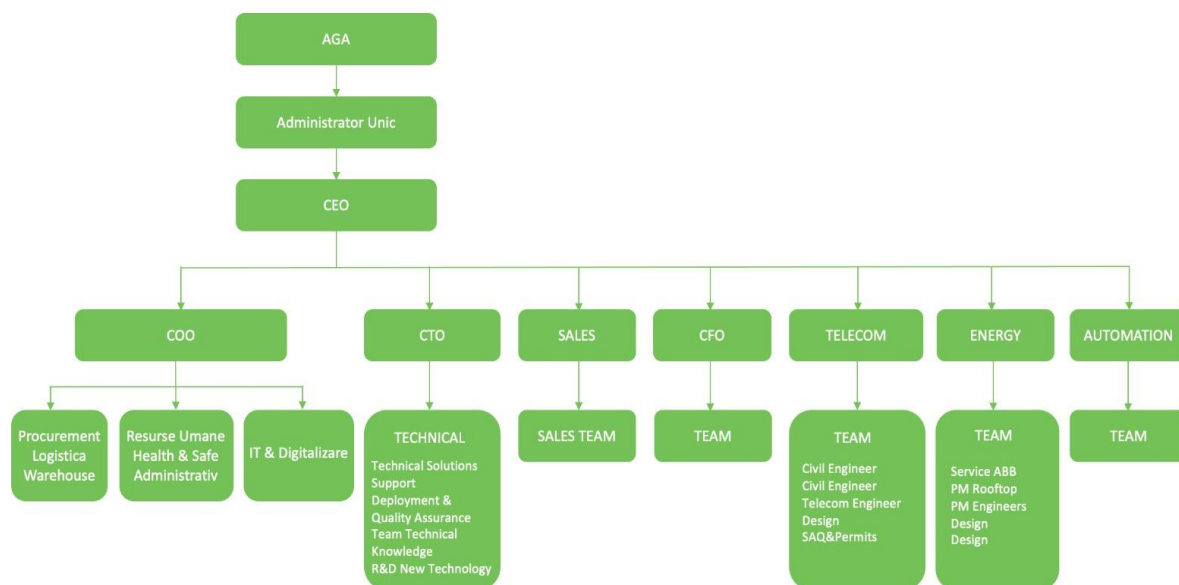 AGA
Administrator Unic
CEO
COO
CTO
SALES
CFO
TELECOM
ENERGY
AUTOMATION
Procurement
Logistica
Warehouse
Resurse Umane
Health & Safe
Administrativ
IT & Digitalizare
TECHNICAL
Technical Solutions
Support
Deployment &
Quality Assurance
Team Technical
Knowledge
R&D New Technology
SALES TEAM
TEAM
TEAM
Civil Engineer
Civil Engineer
Telecom Engineer
Design
SAQ&Permits
TEAM
Service ABB
PM Rooftop
PM Engineers
Design
Design
TEAM